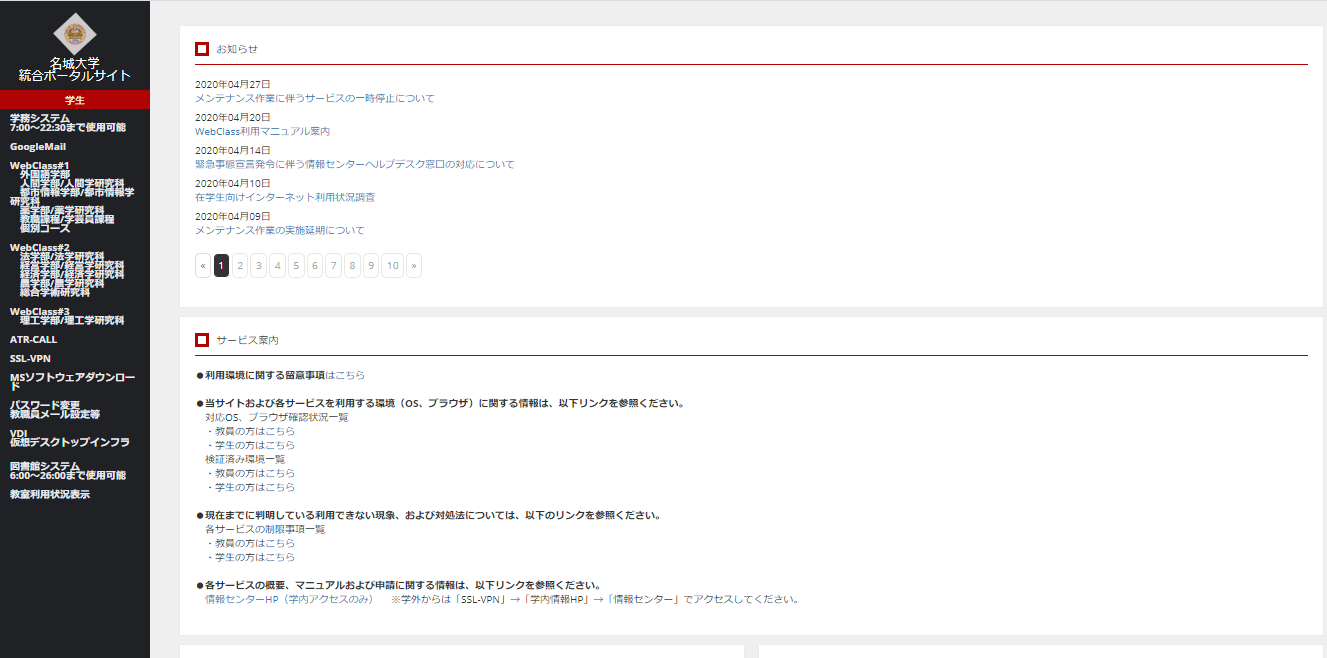 名城大学
統合ポータルサイト
学生
学務システム
7:00～22:30まで使用可能
GoogleMail
WebClass#1
外国語学部
人間学部/人間学研究科
都市情報学部/都市情報学
研究科
薬学部/薬学研究科
教職課程/学芸員課程
個別コース
WebClass#2
法学部/法学研究科
経営学部/経営学研究科
経済学部/経済学研究科
農学部/農学研究科
総合学術研究科
WebClass#3
理工学部/理工学研究科
ATR-CALL
SSL-VPN
MSソフトウェアダウンロー
ド
パスワード変更
教職員メール設定等
VDI
仮想デスクトップインフラ
図書館システム
6:00～26:00まで使用可能
教室利用状況表示
お知らせ
2020年04月27日
メンテナンス作業に伴うサービスの一時停止について
2020年04月20日
WebClass利用マニュアル案内
2020年04月14日
緊急事態宣言発令に伴う情報センターヘルプデスク窓口の対応について
2020年04月10日
在学生向けインターネット利用状況調査
2020年04月09日
メンテナンス作業の実施延期について
« 1 2 3 4 5 6 7 8 9 10 »
サービス案内
●利用環境に関する留意事項はこちら
●当サイトおよび各サービスを利用する環境（OS、ブラウザ）に関する情報は、以下リンクを参照ください。
対応OS、ブラウザ確認状況一覧
・教員の方はこちら
・学生の方はこちら
検証済み環境一覧
・教員の方はこちら
・学生の方はこちら
●現在までに判明している利用できない現象、および対処法については、以下のリンクを参照ください。
各サービスの制限事項一覧
・教員の方はこちら
・学生の方はこちら
●各サービスの概要、マニュアルおよび申請に関する情報は、以下リンクを参照ください。
情報センターHP（学内アクセスのみ） ※学外からは「SSL-VPN」→「学内情報HP」→「情報センター」でアクセスしてください。